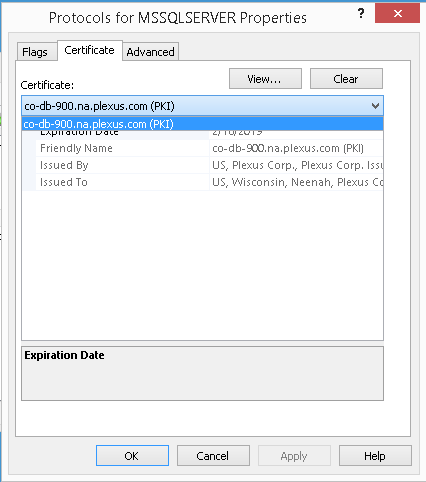 Protocols for MSSQLSERVER Properties
?
Flags Certificate Advanced
View... Clear
Certificate:
co-db-900.na.plexus.com (PKI)
co-db-900.na.plexus.com (PKI)
Expiration Date 2/10/2019
Friendly Name co-db-900.na.plexus.com (PKI)
Issued By US, Plexus Corp., Plexus Corp. Issu
Issued To US, Wisconsin, Neenah, Plexus Co
Expiration Date
OK Cancel Apply Help